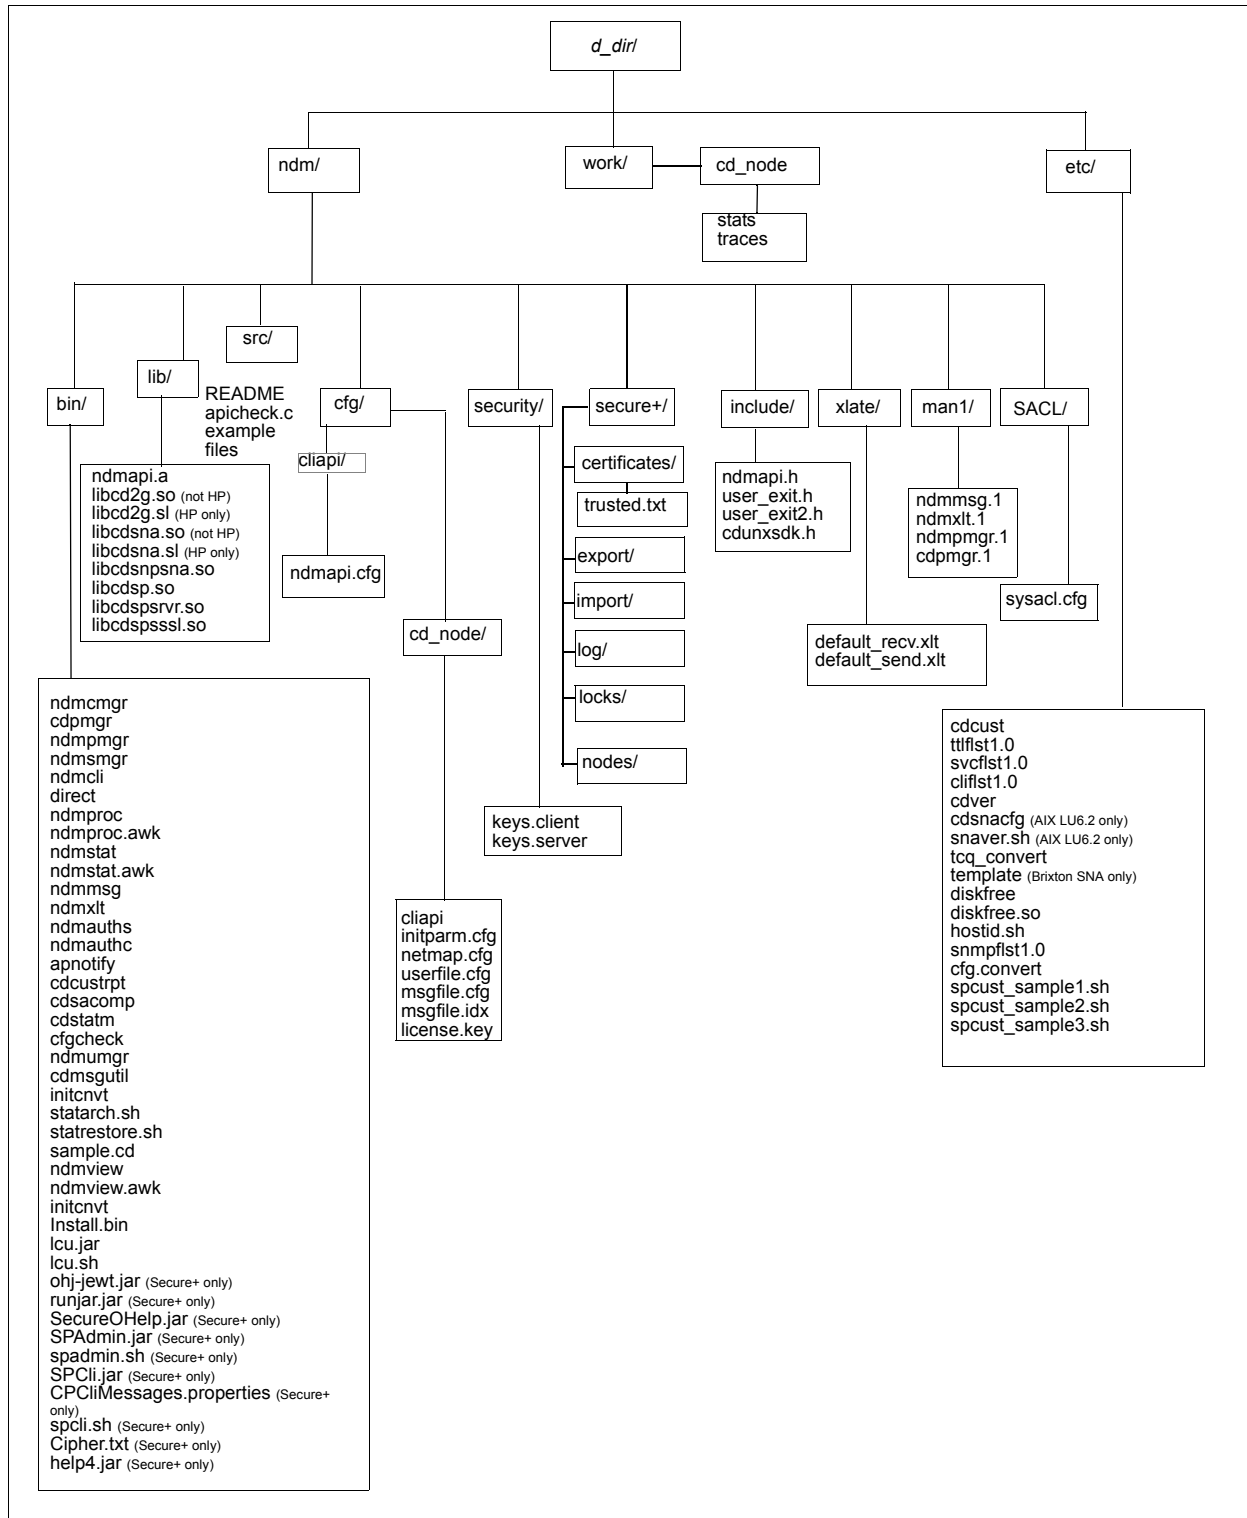 d_dir/
ndm/
work/
cd_node
etc/
stats
traces
src/
lib/
README
apicheck.c
example
files
bin/
cfg/
security/
secure+/
include/
xlate/
man1/
SACL/
cliapi/
certificates/
trusted.txt
ndmapi.a
libcd2g.so (not HP)
libcd2g.sl (HP only)
libcdsna.so (not HP)
libcdsna.sl (HP only)
libcdsnpsna.so
libcdsp.so
libcdspsrvr.so
libcdspsssl.so
ndmapi.cfg
ndmapi.h
user_exit.h
user_exit2.h
cdunxsdk.h
ndmmsg.1
ndmxlt.1
ndmpmgr.1
cdpmgr.1
export/
import/
sysacl.cfg
cd_node/
log/
default_recv.xlt
default_send.xlt
locks/
nodes/
keys.client
keys.server
ndmcmgr
cdpmgr
ndmpmgr
ndmsmgr
ndmcli
direct
ndmproc
ndmproc.awk
ndmstat
ndmstat.awk
ndmmsg
ndmxlt
ndmauths
ndmauthc
apnotify
cdcustrpt
cdsacomp
cdstatm
cfgcheck
ndmumgr
cdmsgutil
initcnvt
statarch.sh
statrestore.sh
sample.cd
ndmview
ndmview.awk
initcnvt
Install.bin
lcu.jar
lcu.sh
ohj-jewt.jar (Secure+ only)
runjar.jar (Secure+ only)
SecureOHelp.jar (Secure+ only)
SPAdmin.jar (Secure+ only)
spadmin.sh (Secure+ only)
SPCli.jar (Secure+ only)
CPCliMessages.properties (Secure+
only)
spcli.sh (Secure+ only)
Cipher.txt (Secure+ only)
help4.jar (Secure+ only)
cliapi
initparm.cfg
netmap.cfg
userfile.cfg
msgfile.cfg
msgfile.idx
license.key
cdcust
ttlflst1.0
svcflst1.0
cliflst1.0
cdver
cdsnacfg (AIX LU6.2 only)
snaver.sh (AIX LU6.2 only)
tcq_convert
template (Brixton SNA only)
diskfree
diskfree.so
hostid.sh
snmpflst1.0
cfg.convert
spcust_sample1.sh
spcust_sample2.sh
spcust_sample3.sh